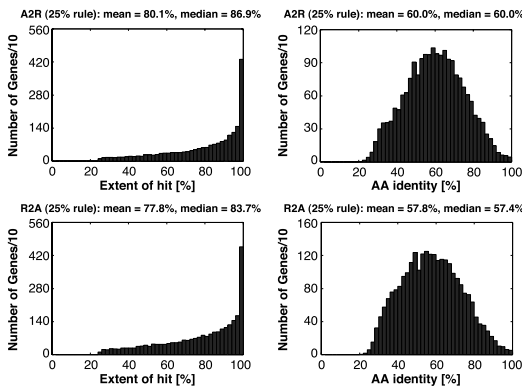 A2R (25% rule): mean = 80.1%, median = 86.9%
Number of Genes/10
560
420
280
140
0
0 20 40 60 80 100
Extent of hit [%]
A2R (25% rule): mean = 60.0%, median = 60.0%
Number of Genes/10
120
90
60
30
0
0 20 40 60 80 100
AA identity [%]
R2A (25% rule): mean = 77.8%, median = 83.7%
Number of Genes/10
560
420
280
140
0
0 20 40 60 80 100
Extent of hit [%]
R2A (25% rule): mean = 57.8%, median = 57.4%
Number of Genes/10
160
120
80
40
0
0 20 40 60 80 100
AA identity [%]